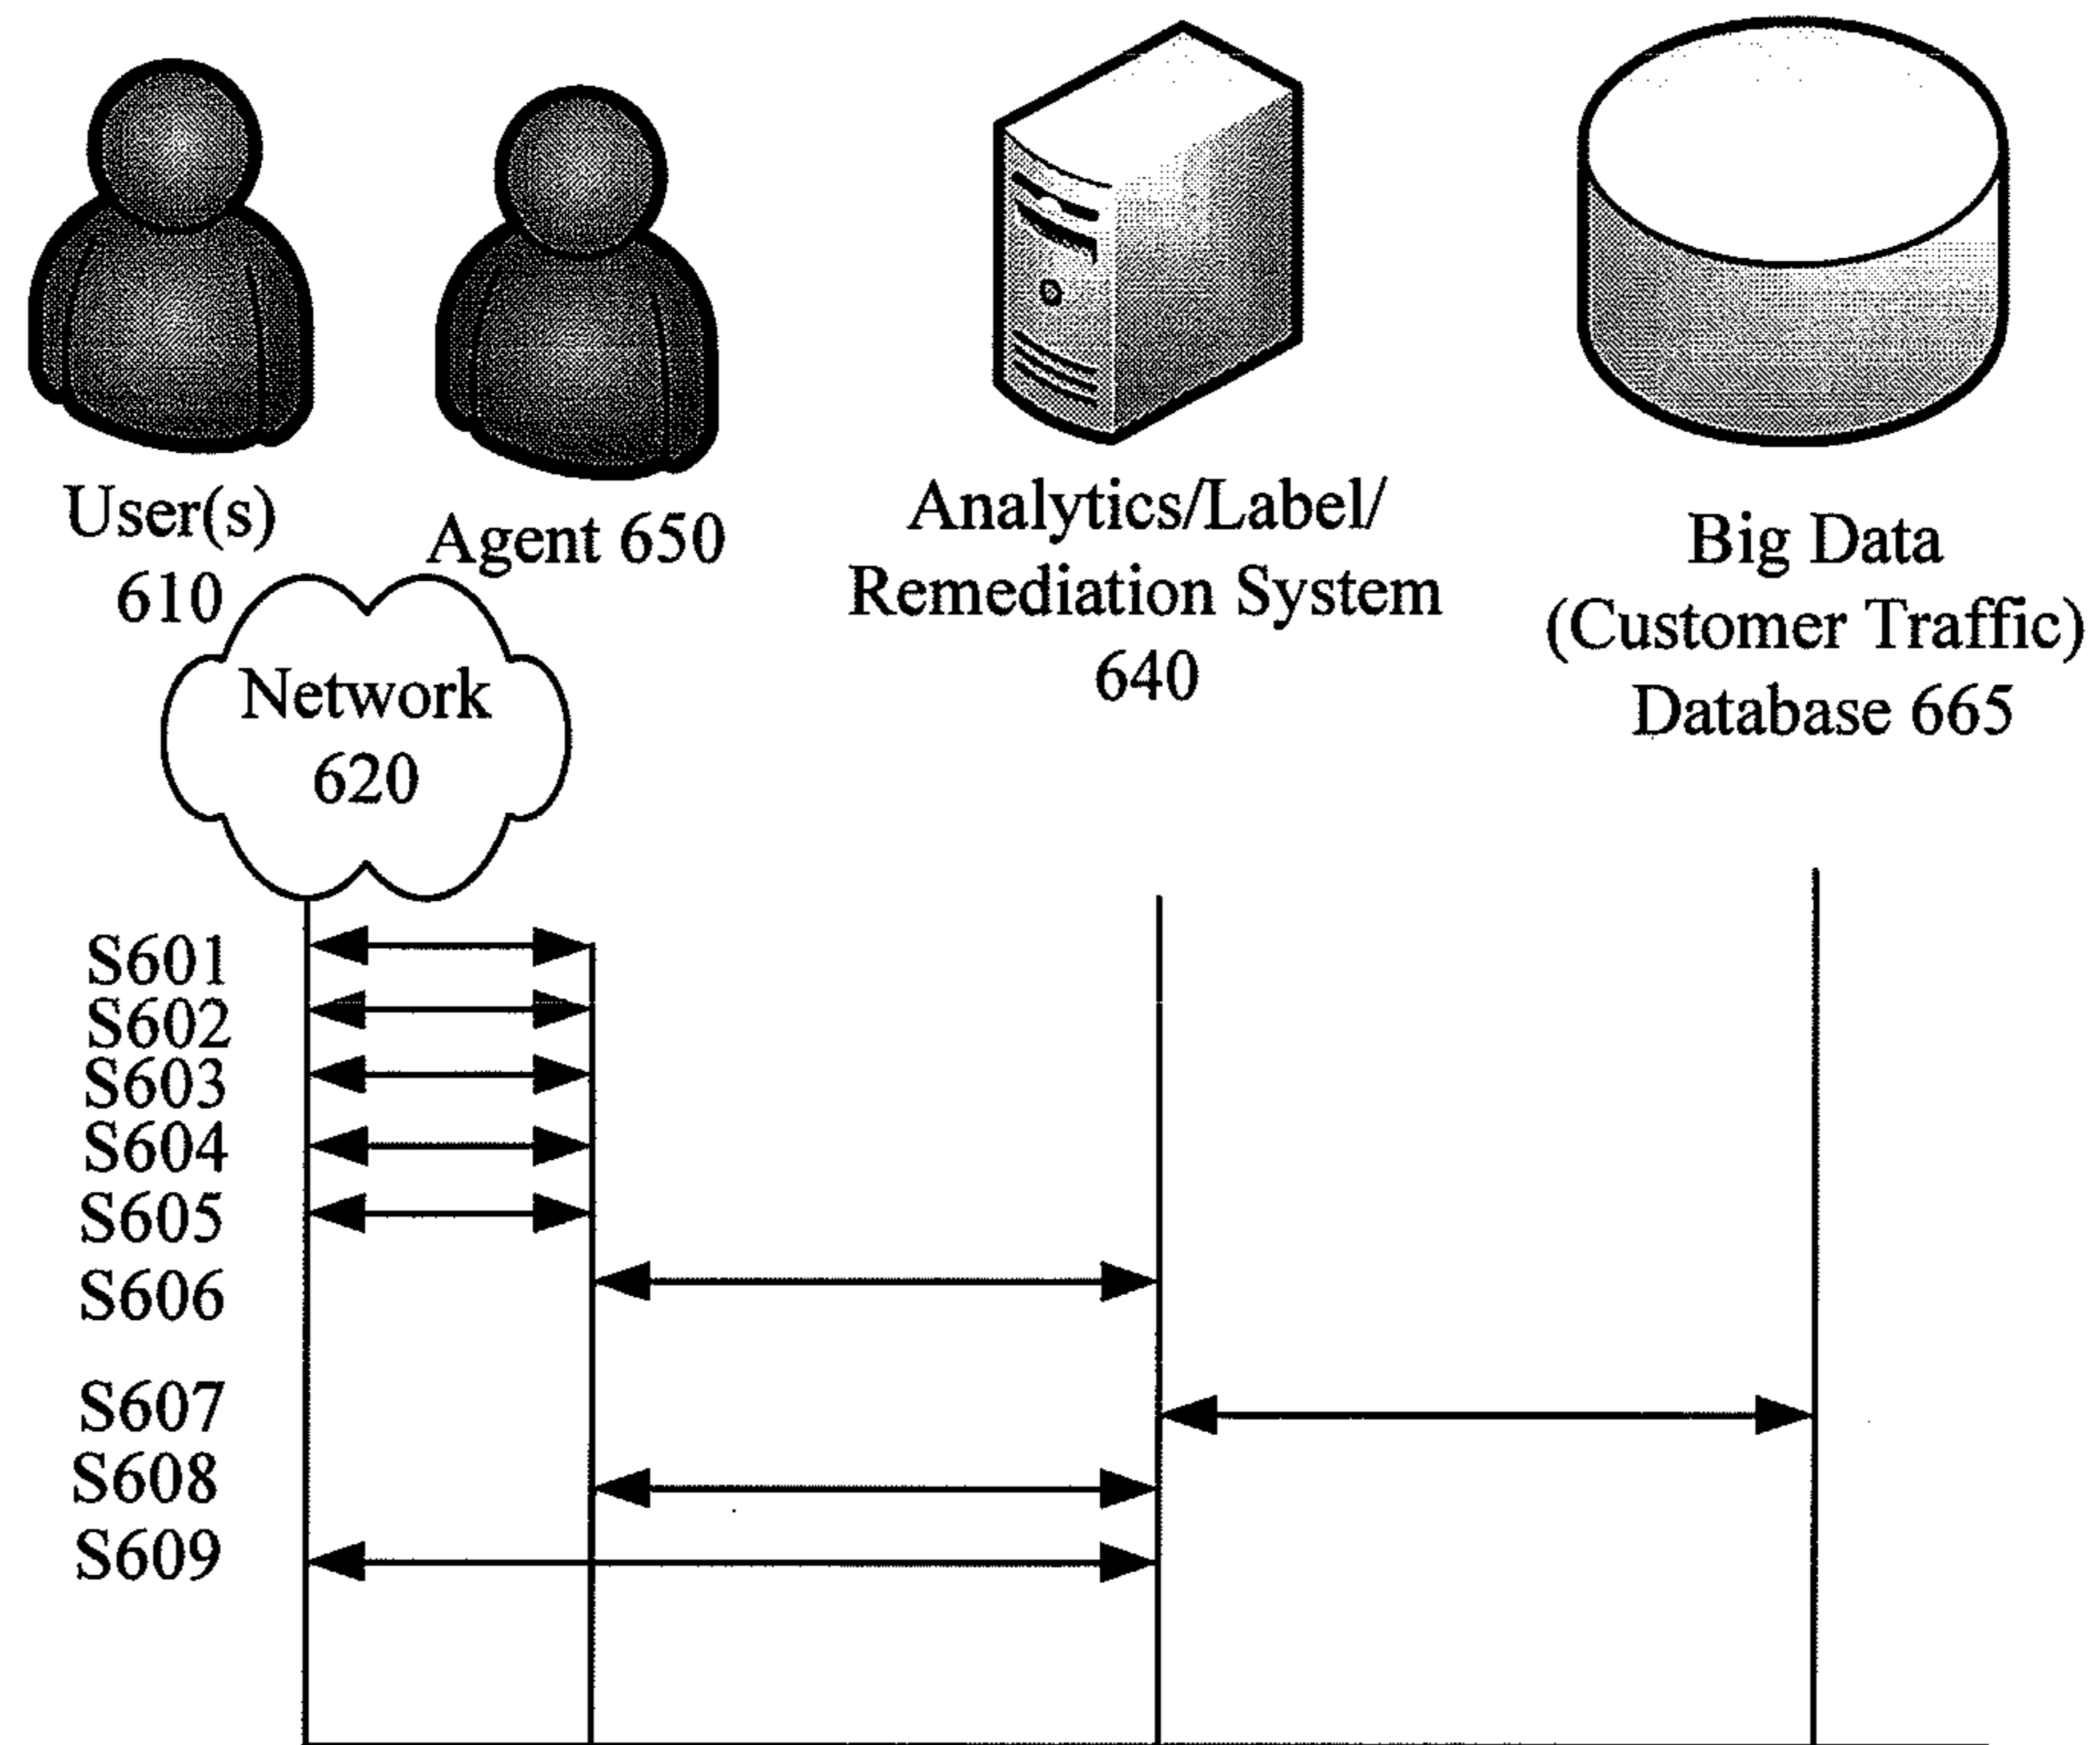 User(s)
610
Agent 650
Analytics/Label/
Remediation System
640
Big Data
(Customer Traffic)
Database 665
Network
620
S601
S602
S603
S604
S605
S606
S607
S608
S609